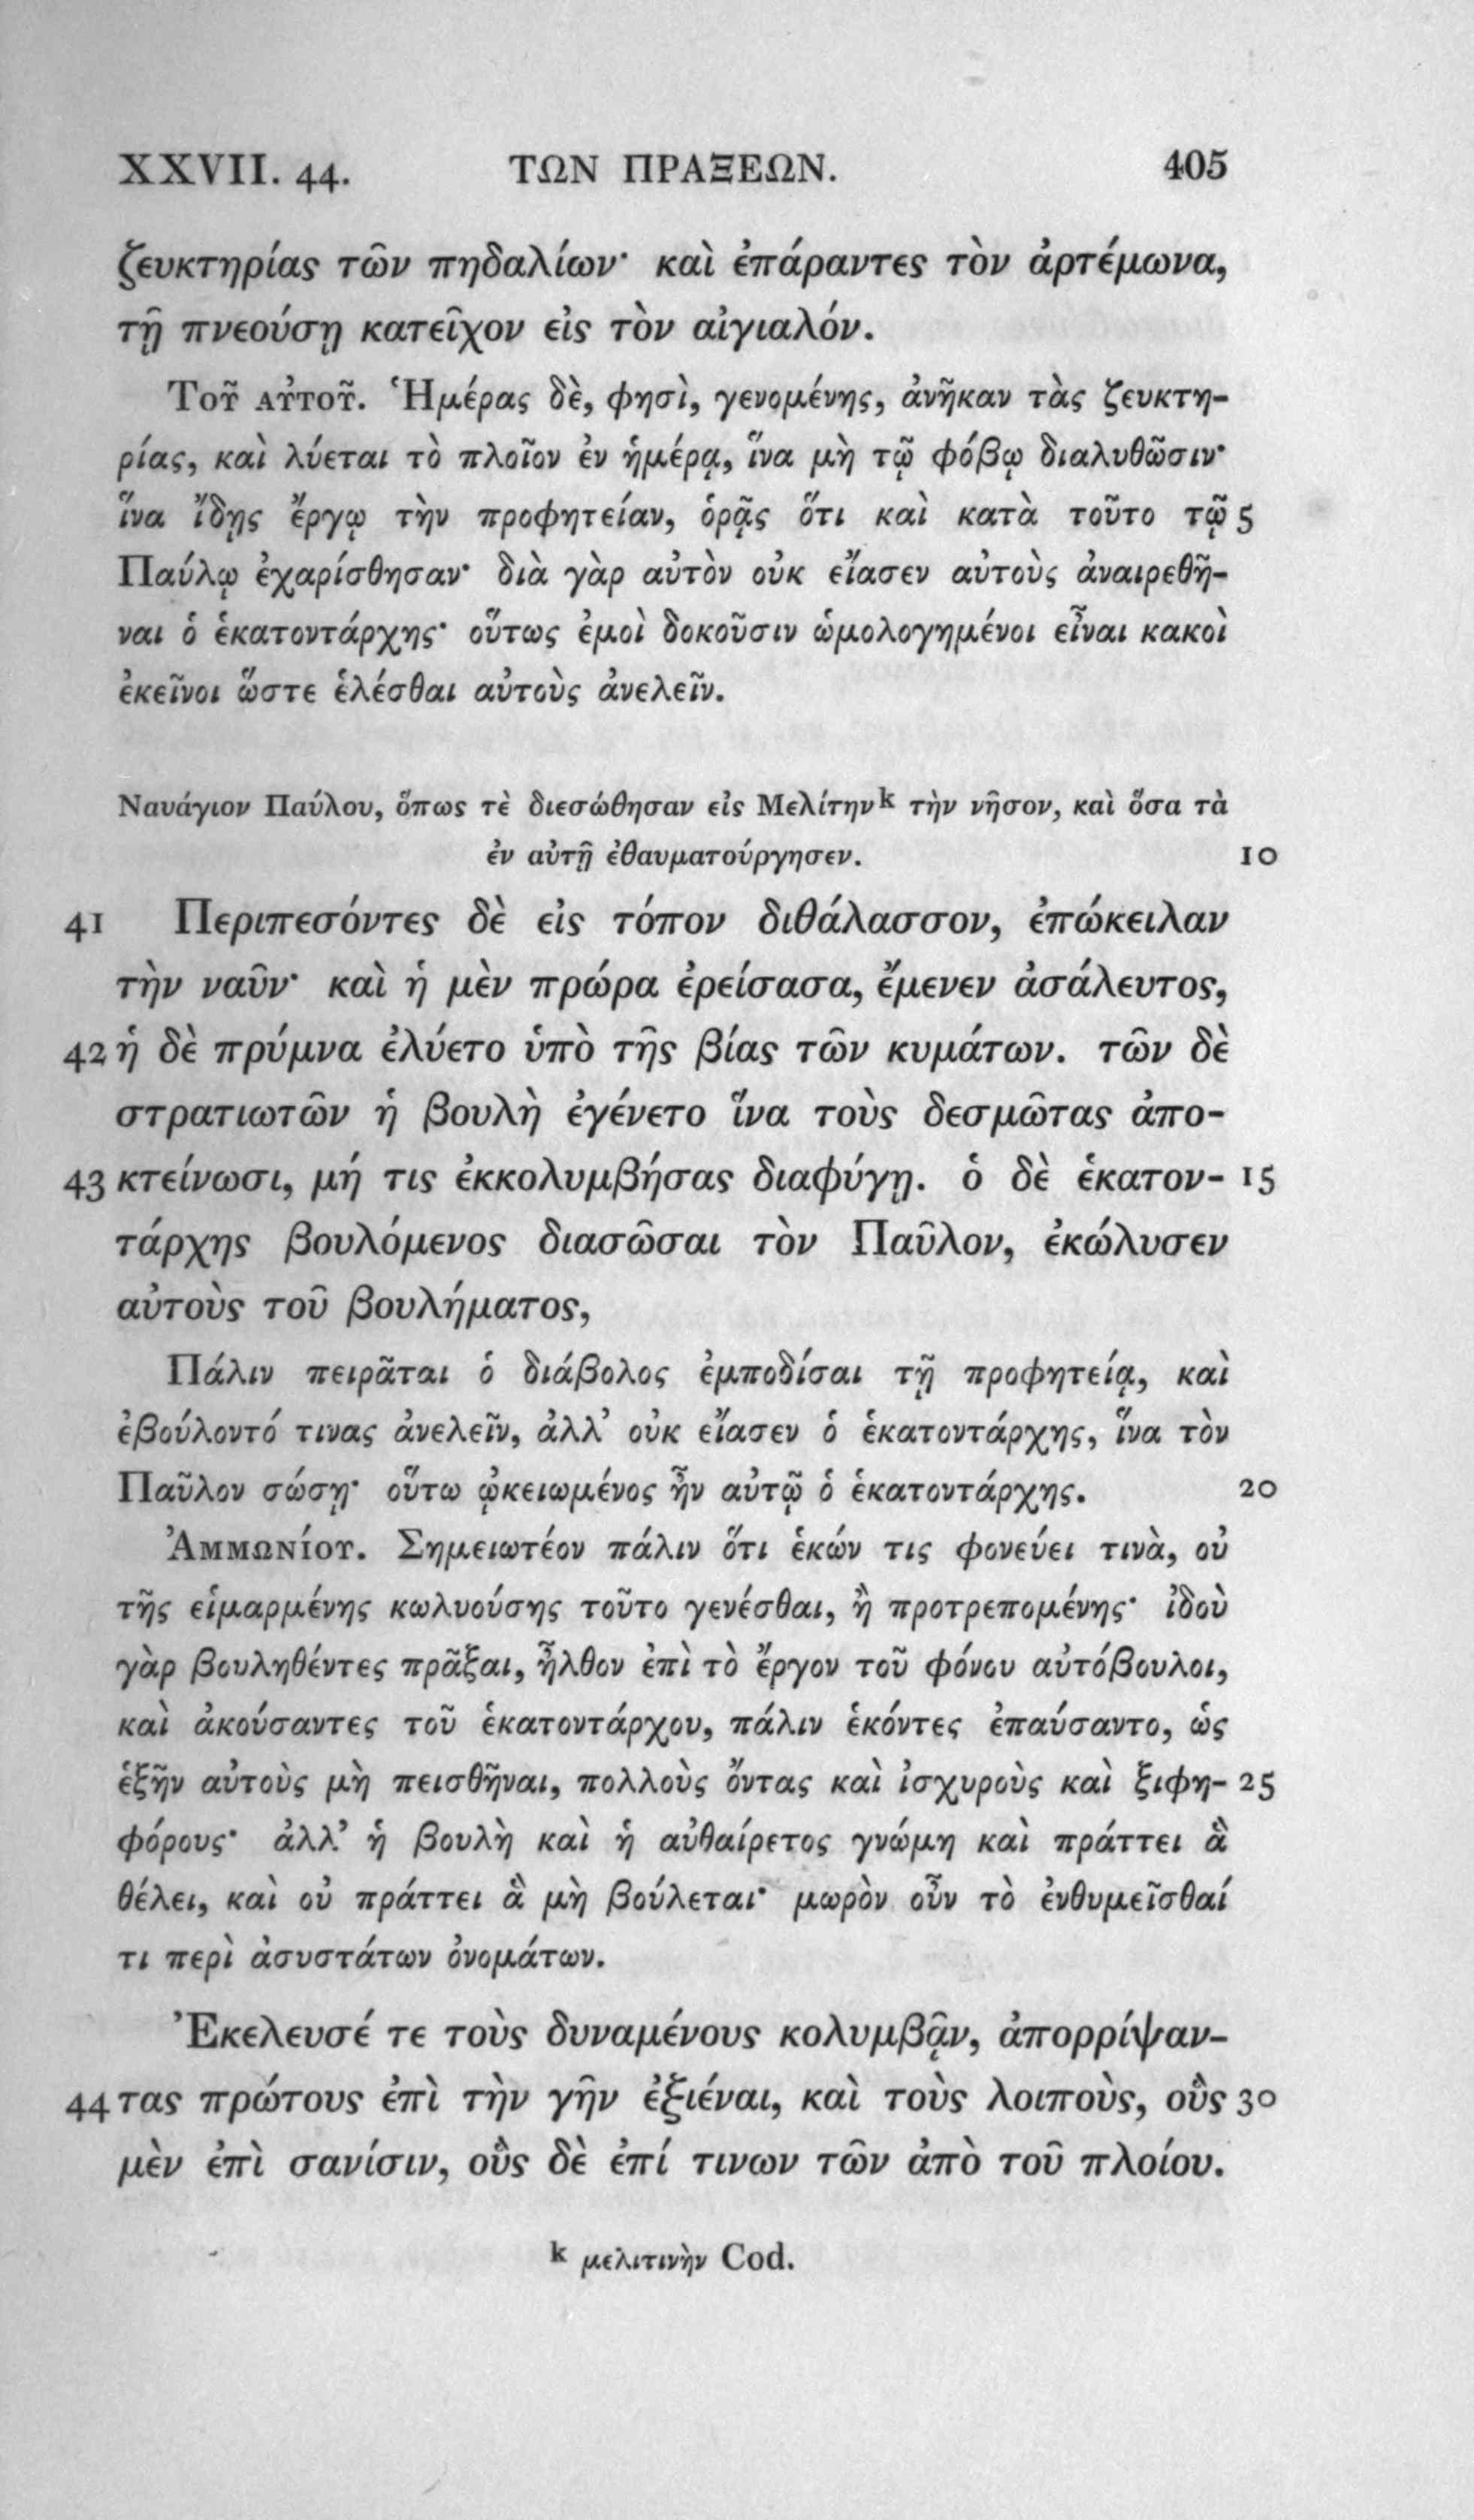 XXVII. 44. ΤΩΝ ΠΡΑΞΕΩΝ. 405
ζευκτηρίας τῶν πηδαλίων· καὶ ἐπάραντες τὸν ἀρτέμωνα,
τῇ πνεούσῃ κατεῖχον εἰς τὸν αἰγιαλόν.
Τοῦ αὐτοῦ. Ἡμέρας δὲ, φησὶ, γενομένης, ἀνῆκαν τὰς ζευκτη-
ρίας, καὶ λύεται τὸ πλοῖον ἐν ἡμέρᾳ, ἵνα μὴ τῷ φόβῳ διαλυθῶσιν·
ἵνα ἴδῃς ἔργῳ τὴν προφητείαν, ὁρᾷς ὅτι καὶ κατὰ τοῦτο τῷ 5
Παύλῳ ἐχαρίσθησαν· διὰ γὰρ αὐτὸν οὐκ εἴασεν αὐτοὺς ἀναιρεθῆ-
ναι ὁ ἑκατοντάρχης· οὕτως ἐμοὶ δοκοῦσιν ὡμολογημένοι εἶναι κακοὶ
ἐκεῖνοι ὥστε ἑλέσθαι αὐτοὺς ἀνελεῖν.
Ναυάγιον Παύλου, ὅπως τὲ διεσώθησαν εἰς Μελίτην k τὴν νῆσον, καὶ ὅσα τὰ
ἐν αὐτῇ ἐθαυματούργησεν. 10
41 Περιπεσόντες δὲ εἰς τόπον διθάλασσον, ἐπώκειλαν
τὴν ναῦν· καὶ ἡ μὲν πρώρα ἐρείσασα, ἔμενεν ἀσάλευτος,
42 ἡ δὲ πρύμνα ἐλύετο ὑπὸ τῆς βίας τῶν κυμάτων. τῶν δὲ
στρατιωτῶν ἡ βουλὴ ἐγένετο ἵνα τοὺς δεσμῶτας ἀπο-
43 κτείνωσι, μή τις ἐκκολυμβήσας διαφύγῃ. ὁ δὲ ἑκατον- 15
τάρχης βουλόμενος διασῶσαι τὸν Παῦλον, ἐκώλυσεν
αὐτοὺς τοῦ βουλήματος,
Πάλιν πειρᾶται ὁ διάβολος ἐμποδίσαι τῇ προφητείᾳ, καὶ
ἐβούλοντό τινας ἀνελεῖν, ἀλλ’ οὐκ εἴασεν ὁ ἑκατοντάρχης, ἵνα τὸν
Παῦλον σώσῃ· οὕτω ᾠκειωμένος ἦν αὐτῷ ὁ ἑκατοντάρχης. 20
Ἀμμωνίου. Σημειωτέον πάλιν ὅτι ἑκών τις φονεύει τινὰ, οὐ
τῆς εἱμαρμένης κωλυούσης τοῦτο γενέσθαι, ἢ προτρεπομένης· ἰδοὺ
γὰρ βουληθέντες πρᾶξαι, ἦλθον ἐπὶ τὸ ἔργον τοῦ φόνου αὐτόβουλοι,
καὶ ἀκούσαντες τοῦ ἑκατοντάρχου, πάλιν ἑκόντες ἐπαύσαντο, ὡς
ἑξῆν αὐτοὺς μὴ πεισθῆναι, πολλοὺς ὄντας καὶ ἰσχυροὺς καὶ ξιφη- 25
φόρους· ἀλλ’ ἡ βουλὴ καὶ ἡ αὐθαίρετος γνώμη καὶ πράττει ἃ
θέλει, καὶ οὐ πράττει ἃ μὴ βούλεται· μωρὸν οὖν τὸ ἐνθυμεῖσθαί
τι περὶ ἀσυστάτων ὀνομάτων.
Ἐκελευσέ τε τοὺς δυναμένους κολυμβᾷν, ἀπορρίψαν-
44 τας πρώτους ἐπὶ τὴν γῆν ἐξιέναι, καὶ τοὺς λοιποὺς, οὓς 30
μὲν ἐπὶ σανίσιν, οὓς δὲ ἐπί τινων τῶν ἀπὸ τοῦ πλοίου.
k μελιτινὴν Cod.